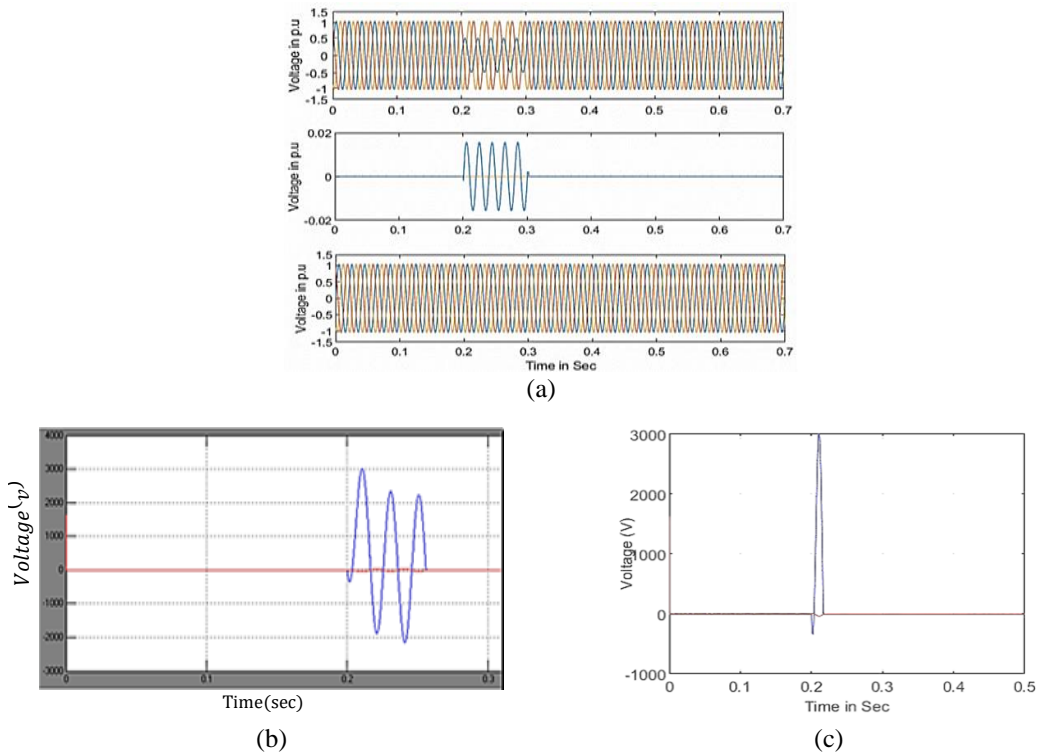 Voltage in p.u
1.5
1
0.5
0
-0.5
-1
-1.5
0 0.1 0.2 0.3 0.4 0.5 0.6 0.7
Voltage in p.u
0.02
0
-0.02
0 0.1 0.2 0.3 0.4 0.5 0.6 0.7
Voltage in p.u
1.5
1
0.5
0
-0.5
-1
-1.5
0 0.1 0.2 0.3 0.4 0.5 0.6 0.7
Time in Sec
(a)
Voltage(v)
4000
3000
2000
1000
0
-1000
-2000
-3000
0 0.1 0.2 0.3
Time(sec)
(b)
Voltage (V)
3000
2000
1000
0
-1000
0 0.1 0.2 0.3 0.4 0.5
Time in Sec
(c)